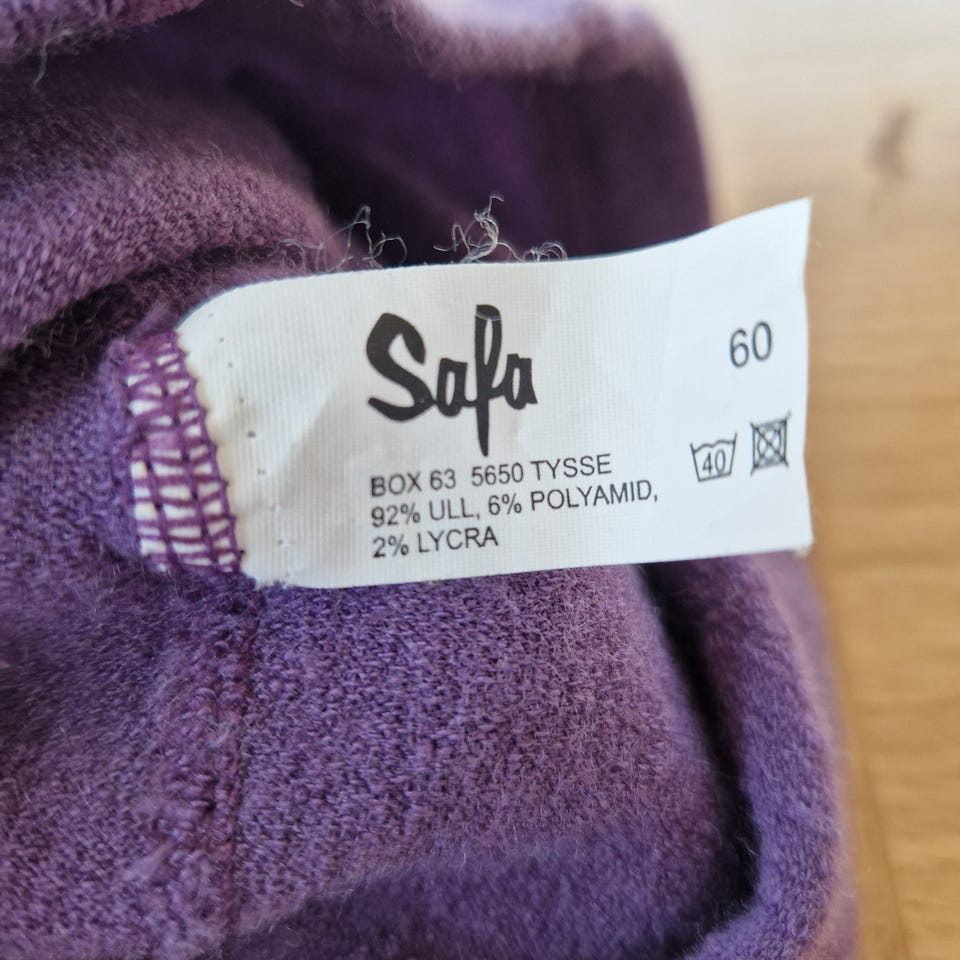 Safa
60
40
BOX 63 5650 TYSSE
92% ULL, 6% POLYAMID,
2% LYCRA